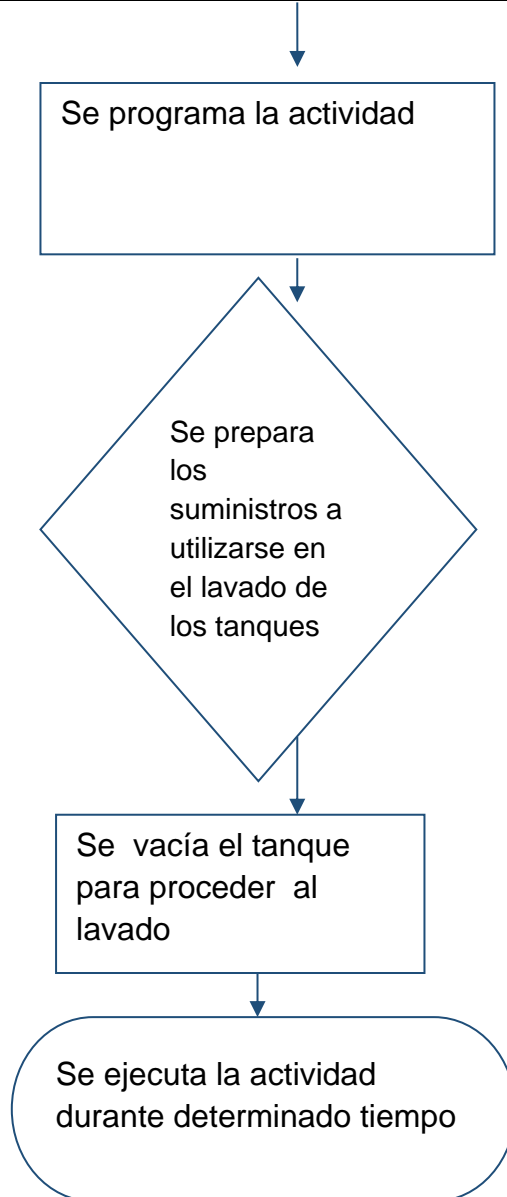 Se programa la actividad
Se prepara
los
suministros a
utilizarse en
el lavado de
los tanques
Se  vacía el tanque
para proceder  al
lavado
Se ejecuta la actividad
durante determinado tiempo